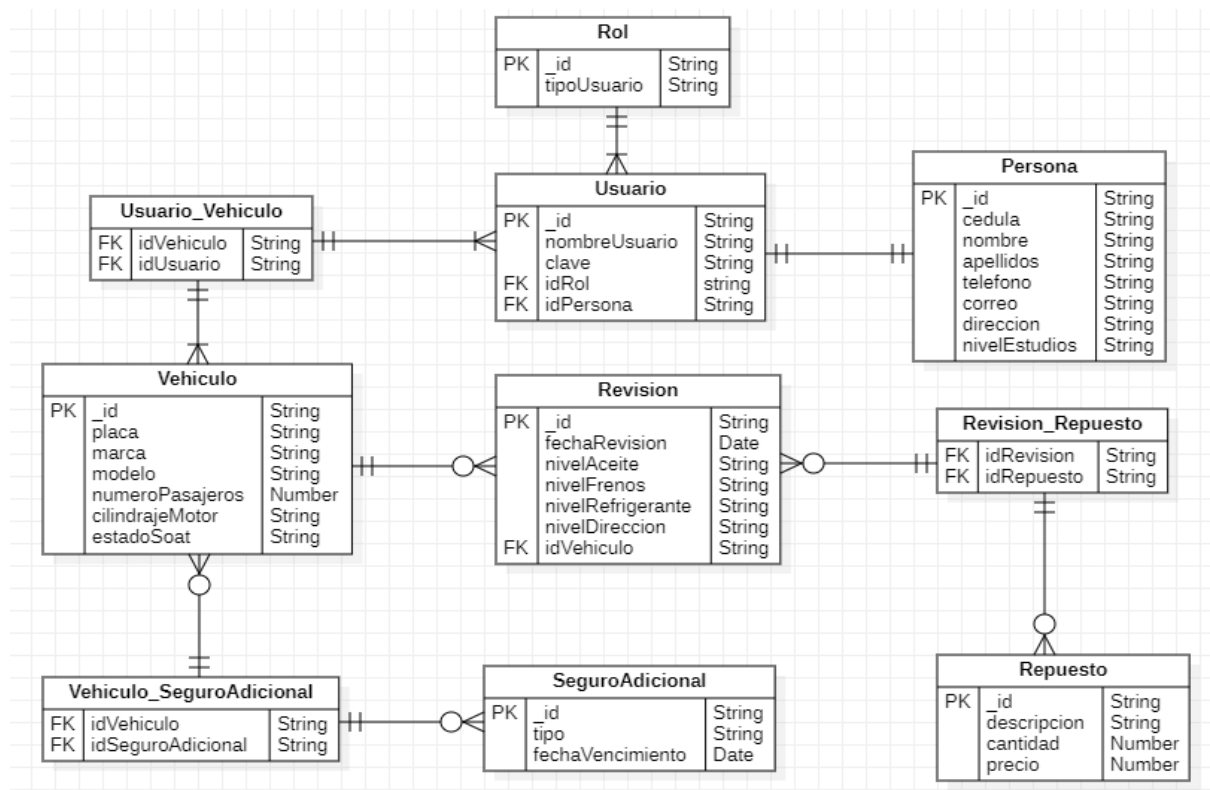 Rol
PK _id String
tipoUsuario String
Persona
PK _id String
cedula String
nombre String
apellidos String
telefono String
correo String
direccion String
nivelEstudios String
Usuario
PK _id String
nombreUsuario String
clave String
FK idRol string
FK idPersona String
Usuario_Vehiculo
FK idVehiculo String
FK idUsuario String
Vehiculo
PK _id String
placa String
marca String
modelo String
numeroPasajeros Number
cilindrajeMotor String
estadoSoat String
Revision
PK _id String
fechaRevision Date
nivelAceite String
nivelFrenos String
nivelRefrigerante String
nivelDireccion String
FK idVehiculo String
Revision_Repuesto
FK idRevision String
FK idRepuesto String
Vehiculo_SeguroAdicional
FK idVehiculo String
FK idSeguroAdicional String
SeguroAdicional
PK _id String
tipo String
fechaVencimiento Date
Repuesto
PK _id String
descripcion String
cantidad Number
precio Number